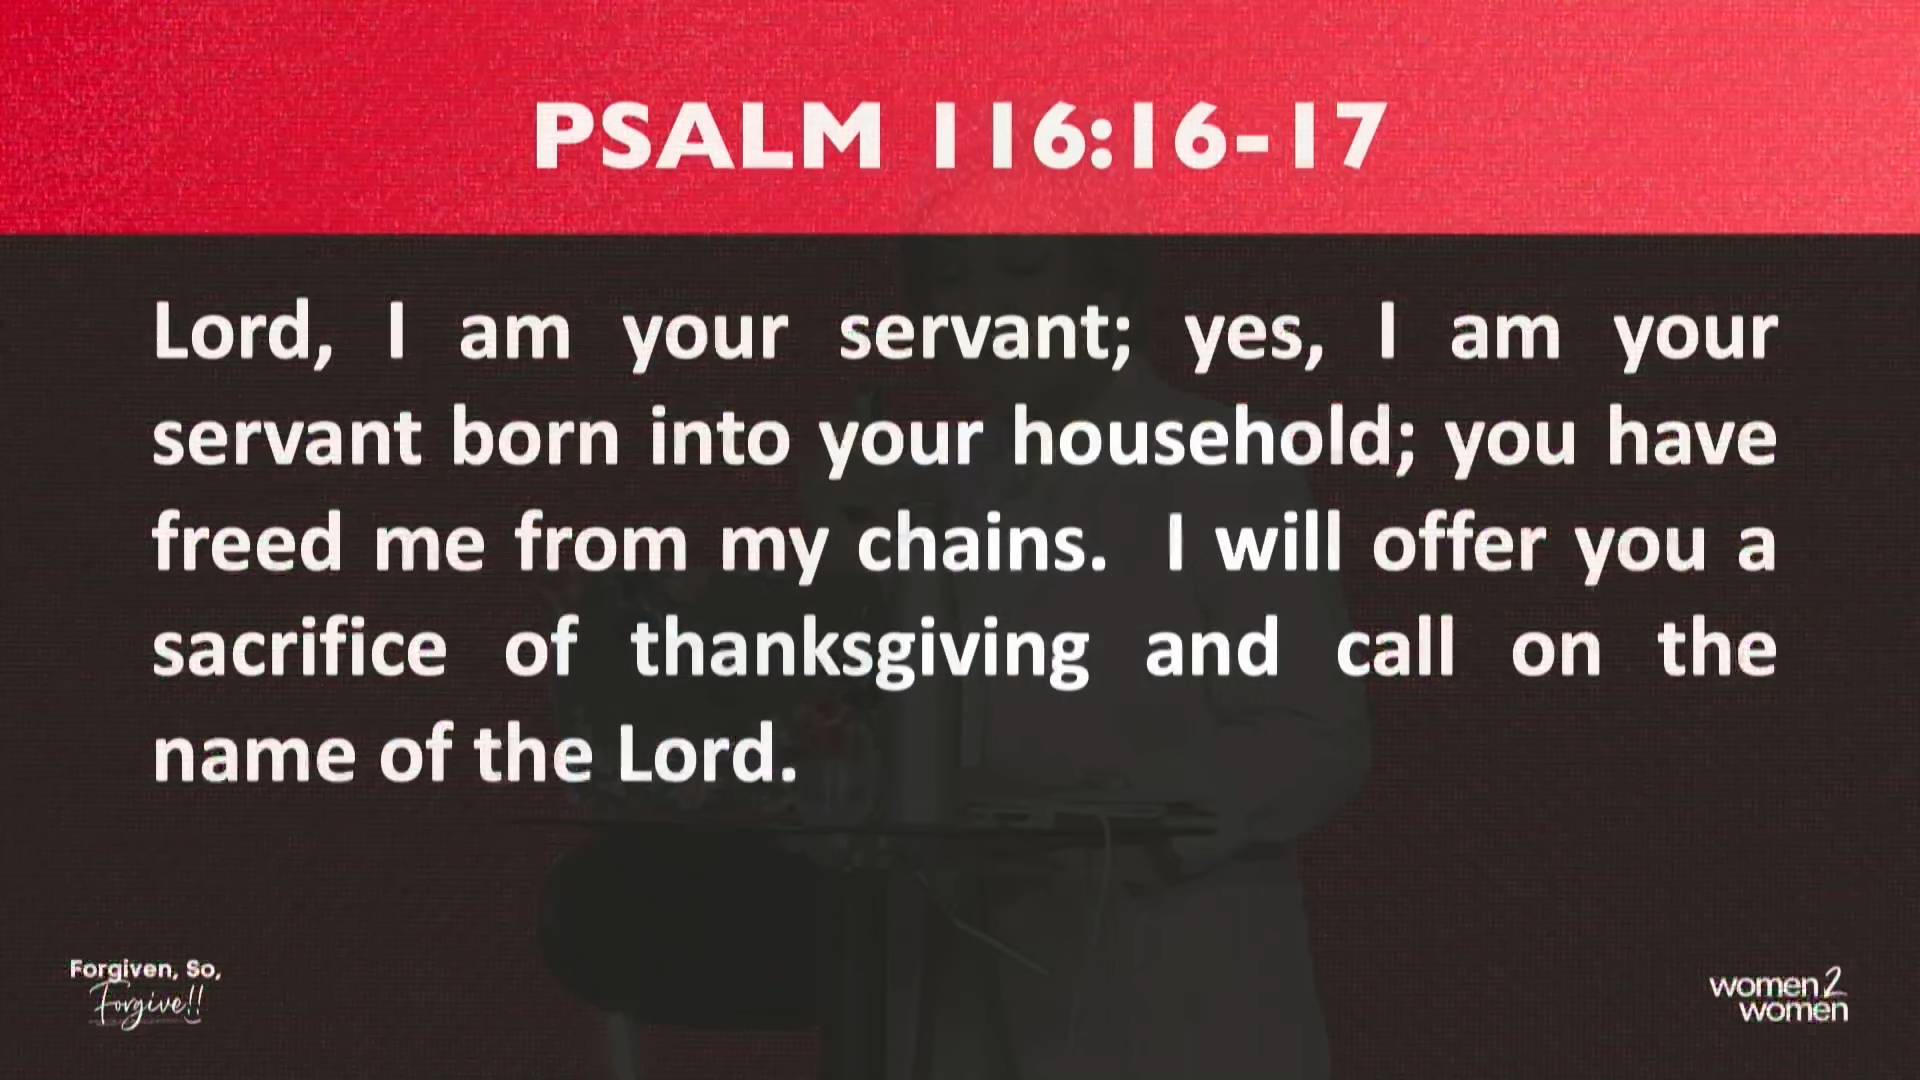 PSALM 116:16-17
Lord, I am your servant; yes, I am your
servant born into your household; you have
freed me from my chains.  I will offer you a
sacrifice of thanksgiving and call on the
name of the Lord.
Forgiven, So,
Forgive!!
women2
women